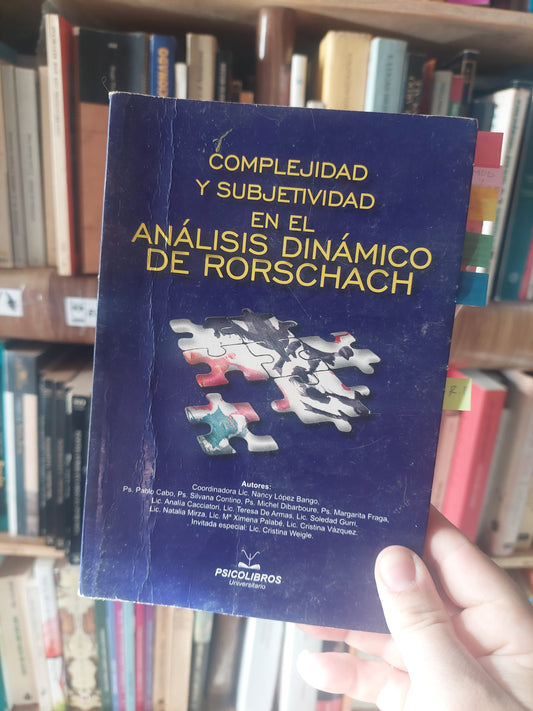 COMPLEJIDAD
Y SUBJETIVIDAD
EN EL
ANÁLISIS DINÁMICO
DE RORSCHACH
Autores:
Coordinadora Lic. Nancy López Bango,
Ps. Pablo Cabo, Ps. Silvana Contino, Ps. Michel Dibarboure, Ps. Margarita Fraga,
Lic. Analía Cacciatori, Lic. Teresa De Armas, Lic. Soledad Gurri,
Lic. Natalia Mirza, Lic. Mª Ximena Palabé, Lic. Cristina Vázquez.
Invitada especial: Lic. Cristina Weigle.
PSICOLIBROS
Universitario